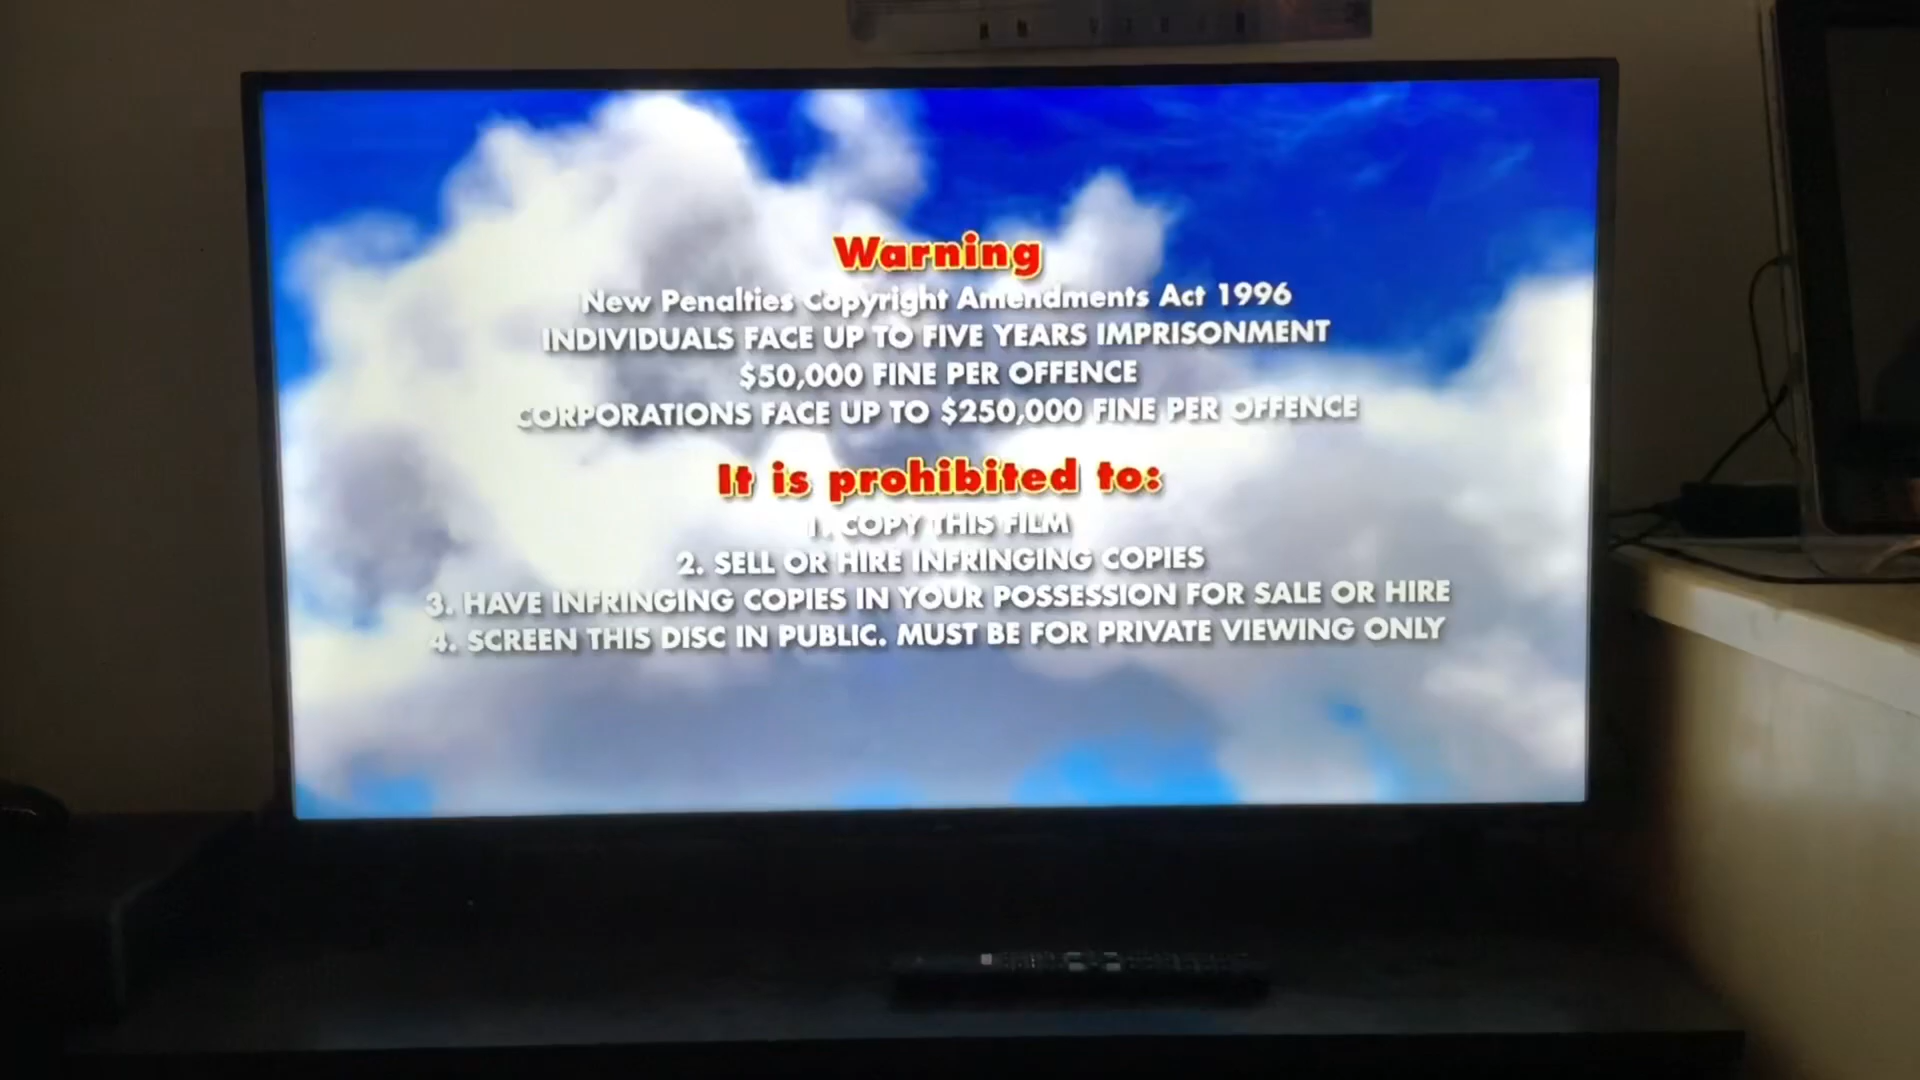 Warning
New Penalties Copyright Amendments Act 1996
INDIVIDUALS FACE UP TO FIVE YEARS IMPRISONMENT
$50,000 FINE PER OFFENCE
CORPORATIONS FACE UP TO $250,000 FINE PER OFFENCE
It is prohibited to:
1. COPY THIS FILM
2. SELL OR HIRE INFRINGING COPIES
3. HAVE INFRINGING COPIES IN YOUR POSSESSION FOR SALE OR HIRE
4. SCREEN THIS DISC IN PUBLIC. MUST BE FOR PRIVATE VIEWING ONLY